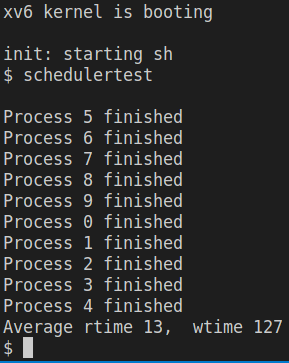 xv6 kernel is booting
init: starting sh
$ schedulertest
Process 5 finished
Process 6 finished
Process 7 finished
Process 8 finished
Process 9 finished
Process 0 finished
Process 1 finished
Process 2 finished
Process 3 finished
Process 4 finished
Average rtime 13,  wtime 127
$